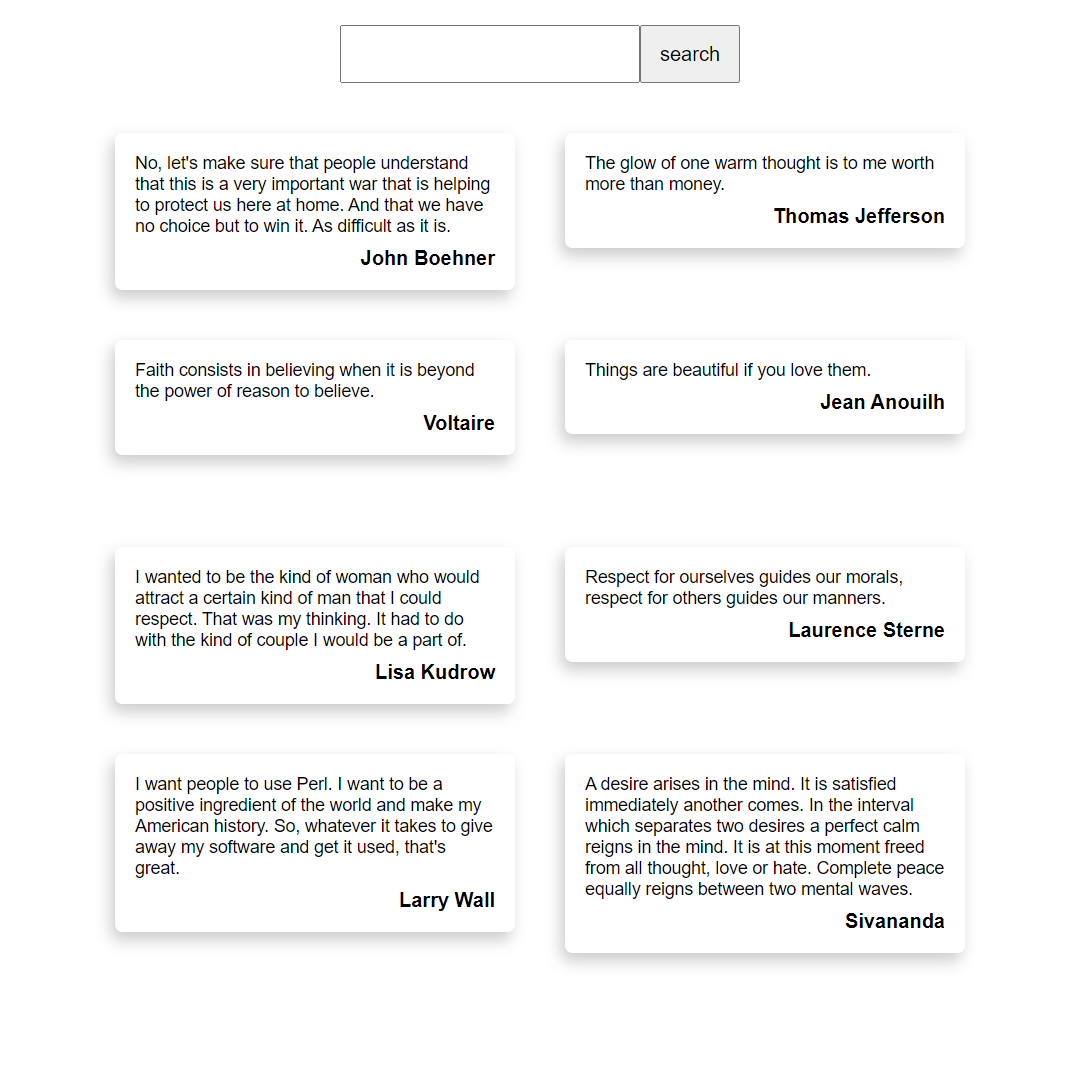 search
No, let's make sure that people understand
that this is a very important war that is helping
to protect us here at home. And that we have
no choice but to win it. As difficult as it is.
John Boehner
The glow of one warm thought is to me worth
more than money.
Thomas Jefferson
Faith consists in believing when it is beyond
the power of reason to believe.
Voltaire
Things are beautiful if you love them.
Jean Anouilh
I wanted to be the kind of woman who would
attract a certain kind of man that I could
respect. That was my thinking. It had to do
with the kind of couple I would be a part of.
Lisa Kudrow
Respect for ourselves guides our morals,
respect for others guides our manners.
Laurence Sterne
I want people to use Perl. I want to be a
positive ingredient of the world and make my
American history. So, whatever it takes to give
away my software and get it used, that's
great.
Larry Wall
A desire arises in the mind. It is satisfied
immediately another comes. In the interval
which separates two desires a perfect calm
reigns in the mind. It is at this moment freed
from all thought, love or hate. Complete peace
equally reigns between two mental waves.
Sivananda